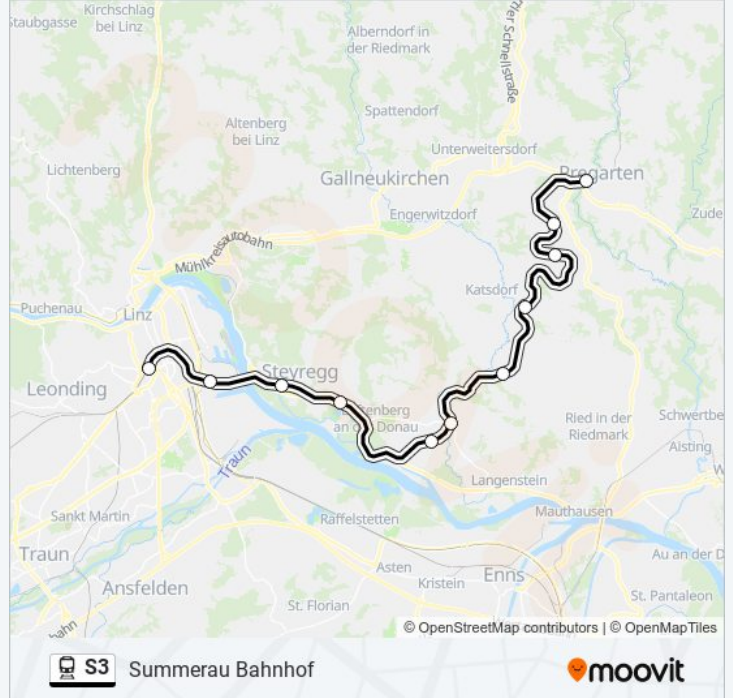 Kirchschlag
bei Linz
Staubgasse
Alberndorf in
der Riedmark
tler Schnellstraße
Spattendorf
Altenberg
bei Linz
Unterweitersdorf
Lichtenberg
Pregarten
Gallneukirchen
Engerwitzdorf
Zude
Mühlkreisautobahn
Katsdorf
Puchenau
Linz
Steyregg
Leonding
an der Donau
Ried in der
Riedmark
Schwertbe
Aisting
Traun
Langenstein
W
Sankt Martin
Raffelstetten
Mauthausen
Traun
Asten
Enns
Au an der D
Ansfelden
Kristein
St. Pantaleon
St. Florian
bahn
© OpenStreetMap contributors | © OpenMapTiles
S3 Summerau Bahnhof
moovit